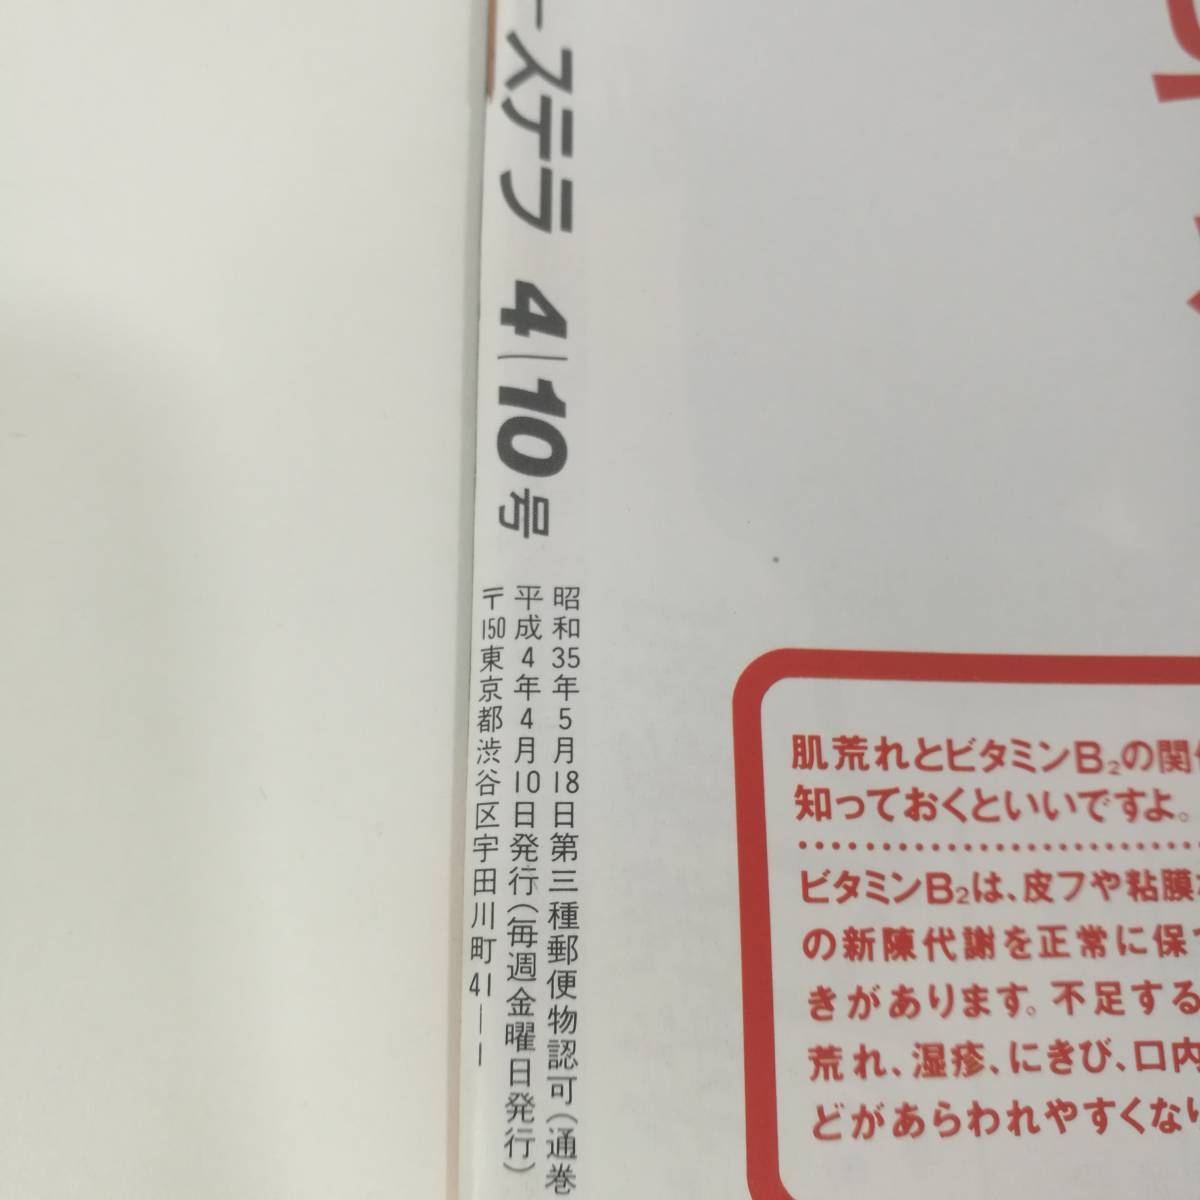 ーステラ 4/10号
昭和35年5月18日第三種郵便物認可(通巻
平成4年4月10日発行(毎週金曜日発行)
〒150東京都渋谷区宇田川町41-1
肌荒れとビタミンB₂の関
知っておくといいですよ。
ビタミンB₂は、皮フや粘膜
の新陳代謝を正常に保
きがあります。不足する
荒れ、湿疹、にきび、口内
どがあらわれやすくな